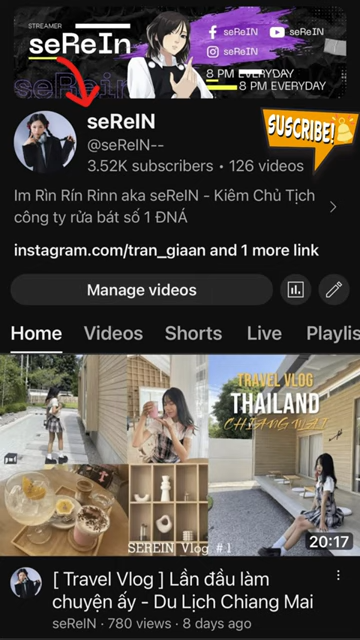 STREAMER
seReIn
seReIN
seReIN
seReIN
8 PM EVERYDAY
8 PM EVERYDAY
seReIn
seReIN
SUSCRIBE!
@seReIN--
3.52K subscribers • 126 videos
Im Rìn Rín Rinn aka seReIN - Kiêm Chủ Tịch
công ty rửa bát số 1 ĐNÁ
instagram.com/tran_giaan and 1 more link
Manage videos
Home Videos Shorts Live Playlis
TRAVEL VLOG
THAILAND
CHIANG MAI
SEREIN Vlog #1
20:17
[ Travel Vlog ] Lần đầu làm
chuyện ấy - Du Lịch Chiang Mai
seReIN · 780 views · 8 days ago